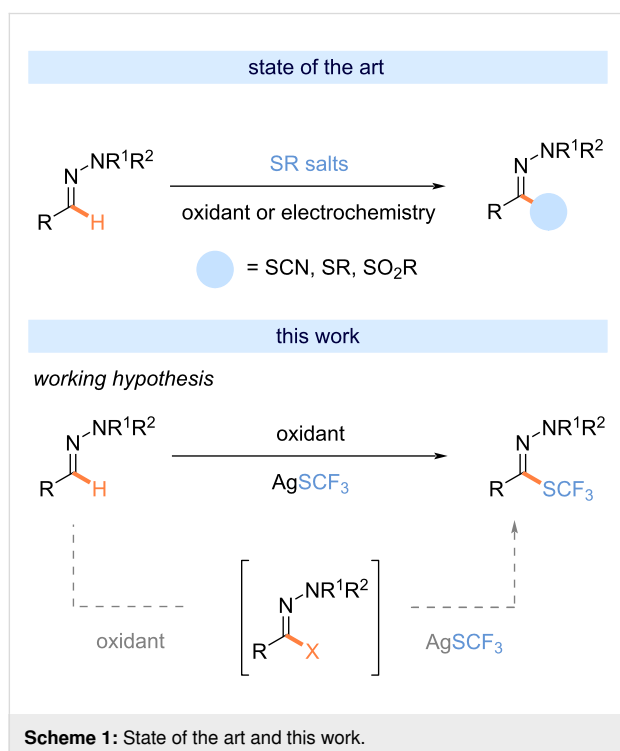 state of the art
N
NR¹R²
R
H
SR salts
oxidant or electrochemistry
N
NR¹R²
R
= SCN, SR, SO₂R
this work
working hypothesis
N
NR¹R²
R
H
oxidant
AgSCF₃
N
NR¹R²
R
SCF₃
oxidant
N
NR¹R²
R
X
AgSCF₃
Scheme 1: State of the art and this work.